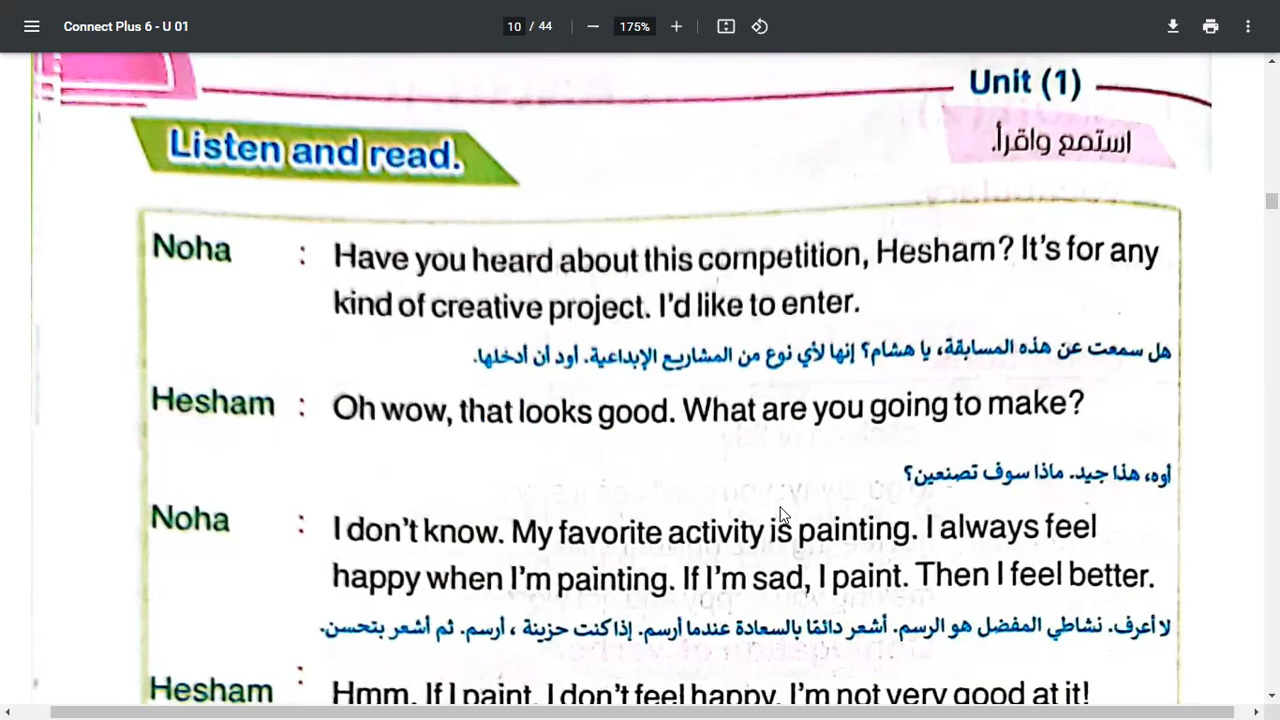 Connect Plus 6 - U 01
10 / 44
175%
Unit (1)
Listen and read.
استمع واقرأ.
Noha : Have you heard about this competition, Hesham? It's for any
kind of creative project. I'd like to enter.
هل سمعت عن هذه المسابقة، يا هشام؟ إنها لأي نوع من المشاريع الإبداعية. أود أن أدخلها.
Hesham : Oh wow, that looks good. What are you going to make?
أوه، هذا جيد. ماذا سوف تصنعين؟
Noha : I don't know. My favorite activity is painting. I always feel
happy when I'm painting. If I'm sad, I paint. Then I feel better.
لا أعرف. نشاطي المفضل هو الرسم. أشعر دائمًا بالسعادة عندما أرسم. إذا كنت حزينة ، أرسم. ثم أشعر بتحسن.
Hesham : Hmm. If I paint, I don't feel happy. I'm not very good at it!